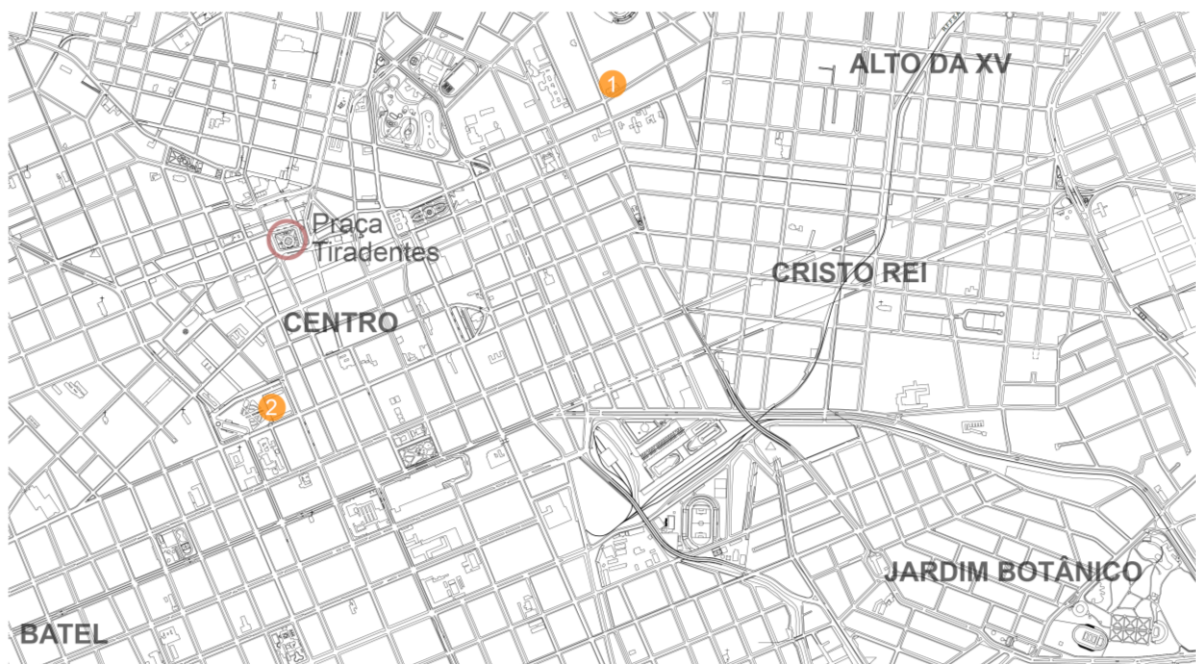 1
ALTO DA XV
Praça
Tiradentes
CRISTO REI
CENTRO
2
JARDIM BOTÂNICO
BATEL